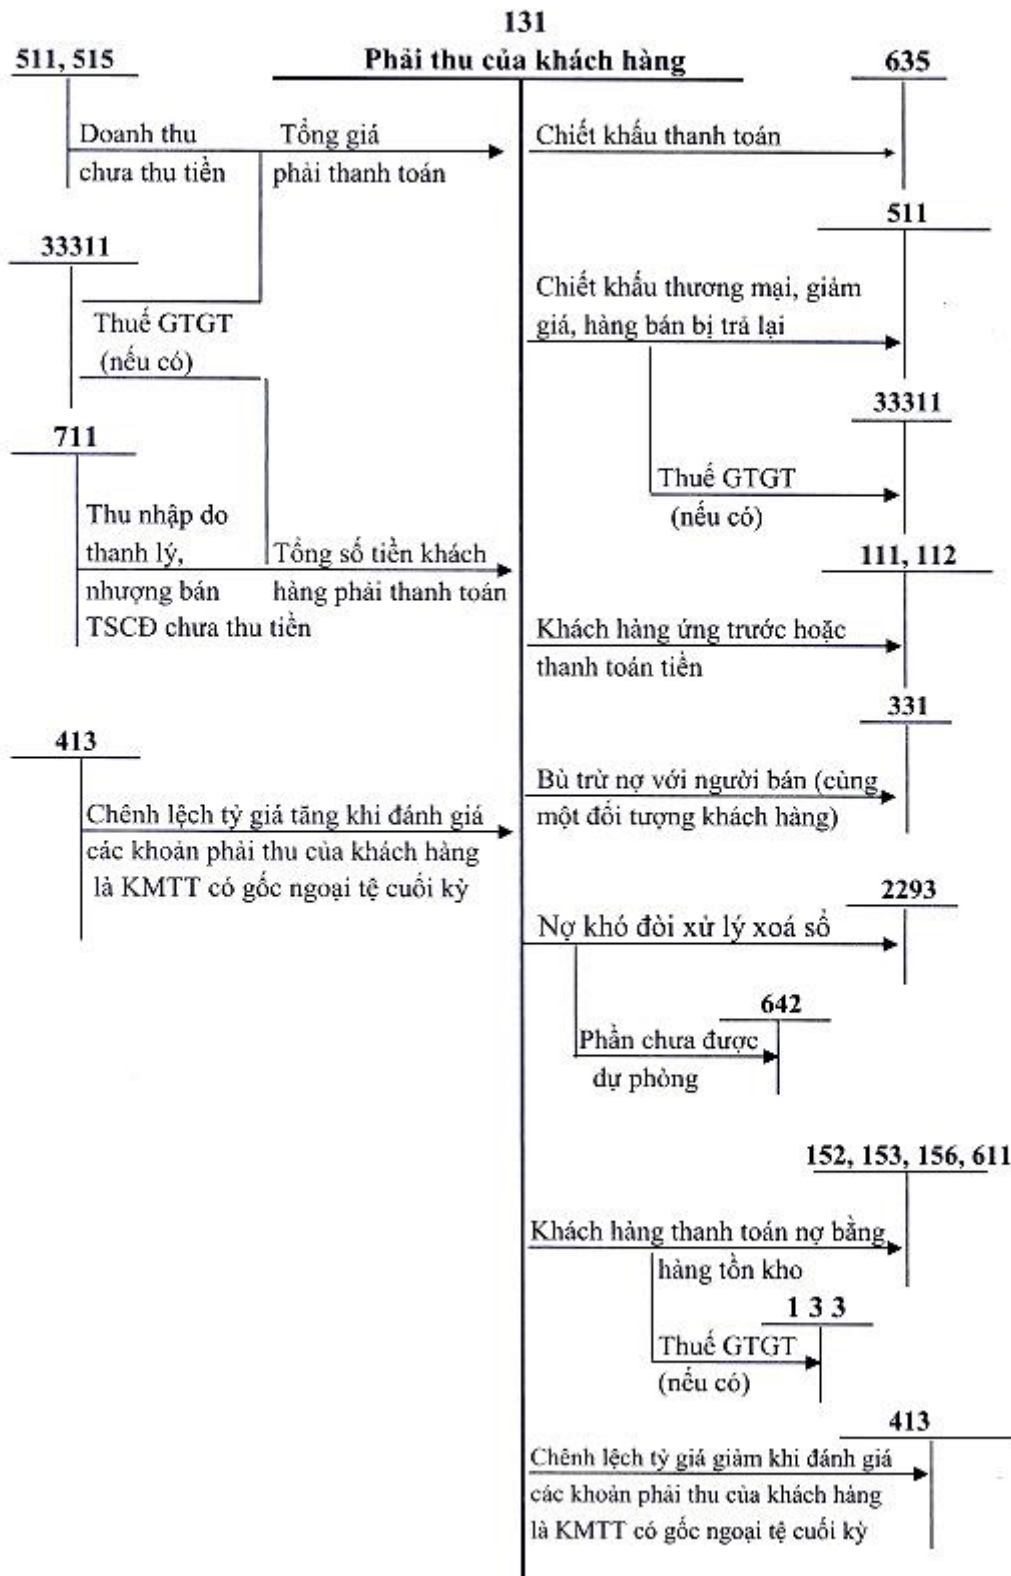 131
Phải thu của khách hàng
511, 515
Doanh thu
chưa thu tiền
Tổng giá
phải thanh toán
33311
Thuế GTGT
(nếu có)
711
Thu nhập do
thanh lý,
nhượng bán
TSCĐ chưa thu tiền
Tổng số tiền khách
hàng phải thanh toán
413
Chênh lệch tỷ giá tăng khi đánh giá
các khoản phải thu của khách hàng
là KMTT có gốc ngoại tệ cuối kỳ
635
Chiết khấu thanh toán
511
Chiết khấu thương mại, giảm
giá, hàng bán bị trả lại
33311
Thuế GTGT
(nếu có)
111, 112
Khách hàng ứng trước hoặc
thanh toán tiền
331
Bù trừ nợ với người bán (cùng
một đối tượng khách hàng)
2293
Nợ khó đòi xử lý xoá sổ
642
Phần chưa được
dự phòng
152, 153, 156, 611
Khách hàng thanh toán nợ bằng
hàng tồn kho
1 3 3
Thuế GTGT
(nếu có)
413
Chênh lệch tỷ giá giảm khi đánh giá
các khoản phải thu của khách hàng
là KMTT có gốc ngoại tệ cuối kỳ